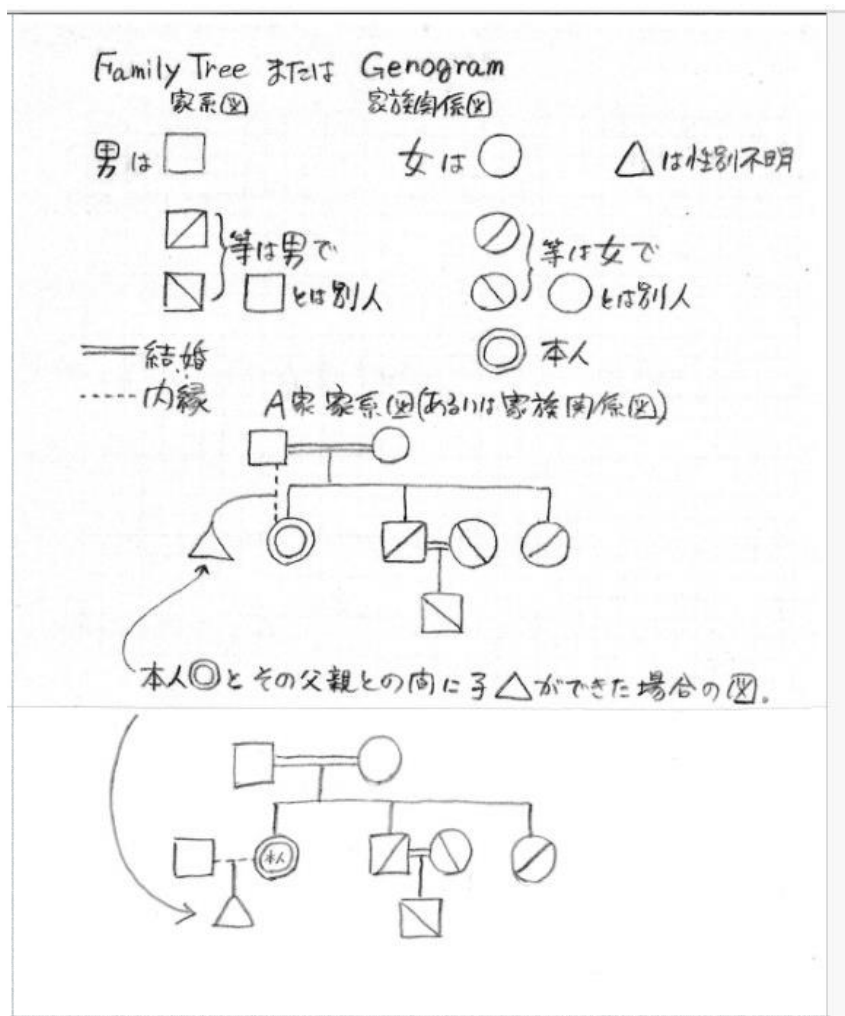 Family Tree または Genogram
家系図 家族関係図
男は 女は は性別不明
等は男で 等は女で
とは別人 とは別人
結婚 本人
内縁 A家家系図(あるいは家族関係図)
本人 とその父親との間に子 ができた場合の図。
本人